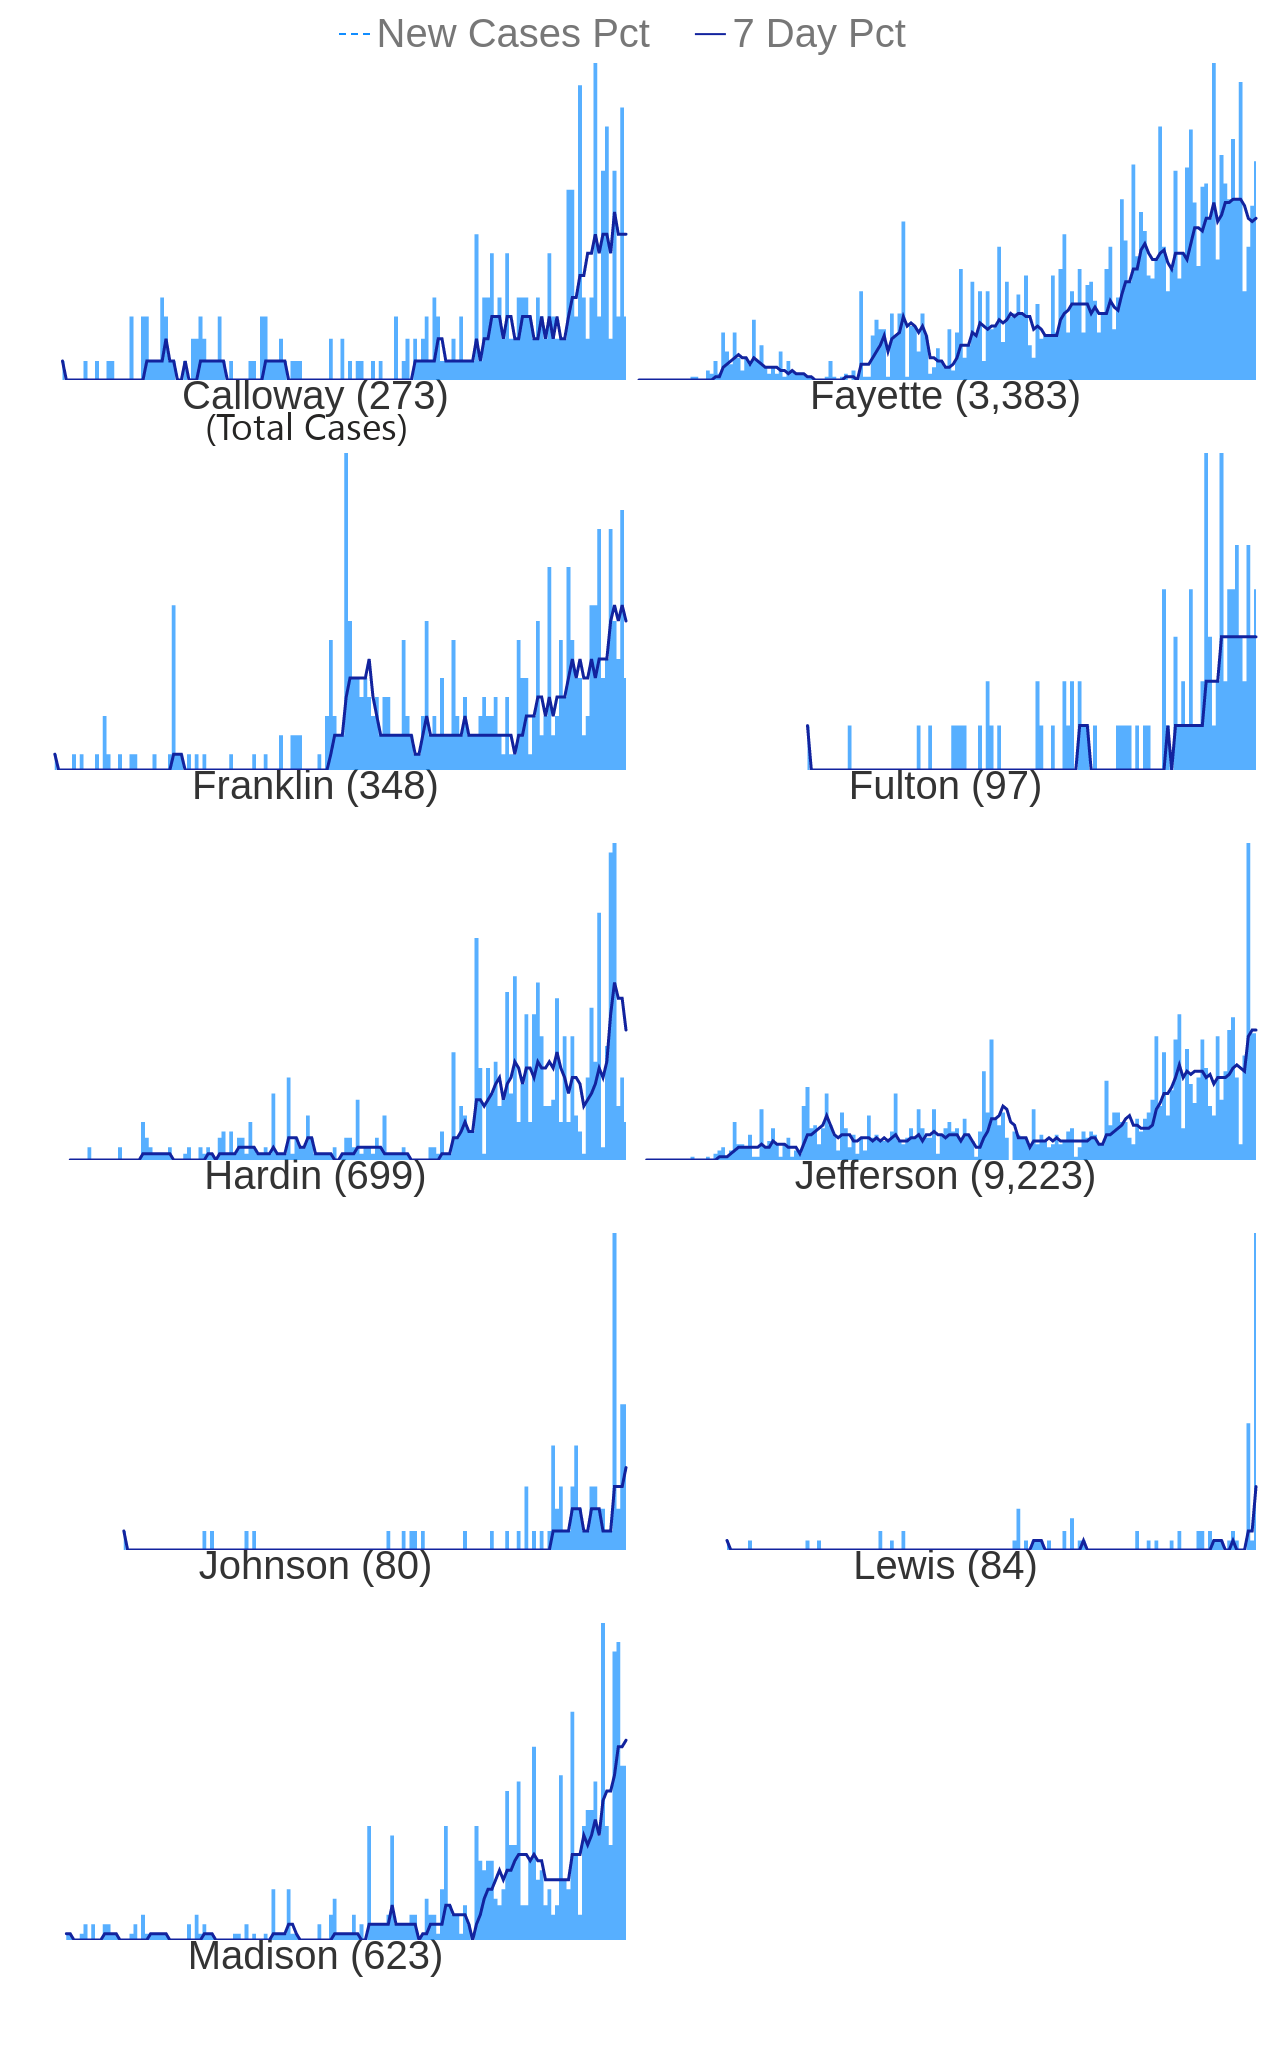 New Cases Pct 7 Day Pct
Calloway (273) Fayette (3,383)
(Total Cases)
Franklin (348) Fulton (97)
Hardin (699) Jefferson (9,223)
Johnson (80) Lewis (84)
Madison (623)